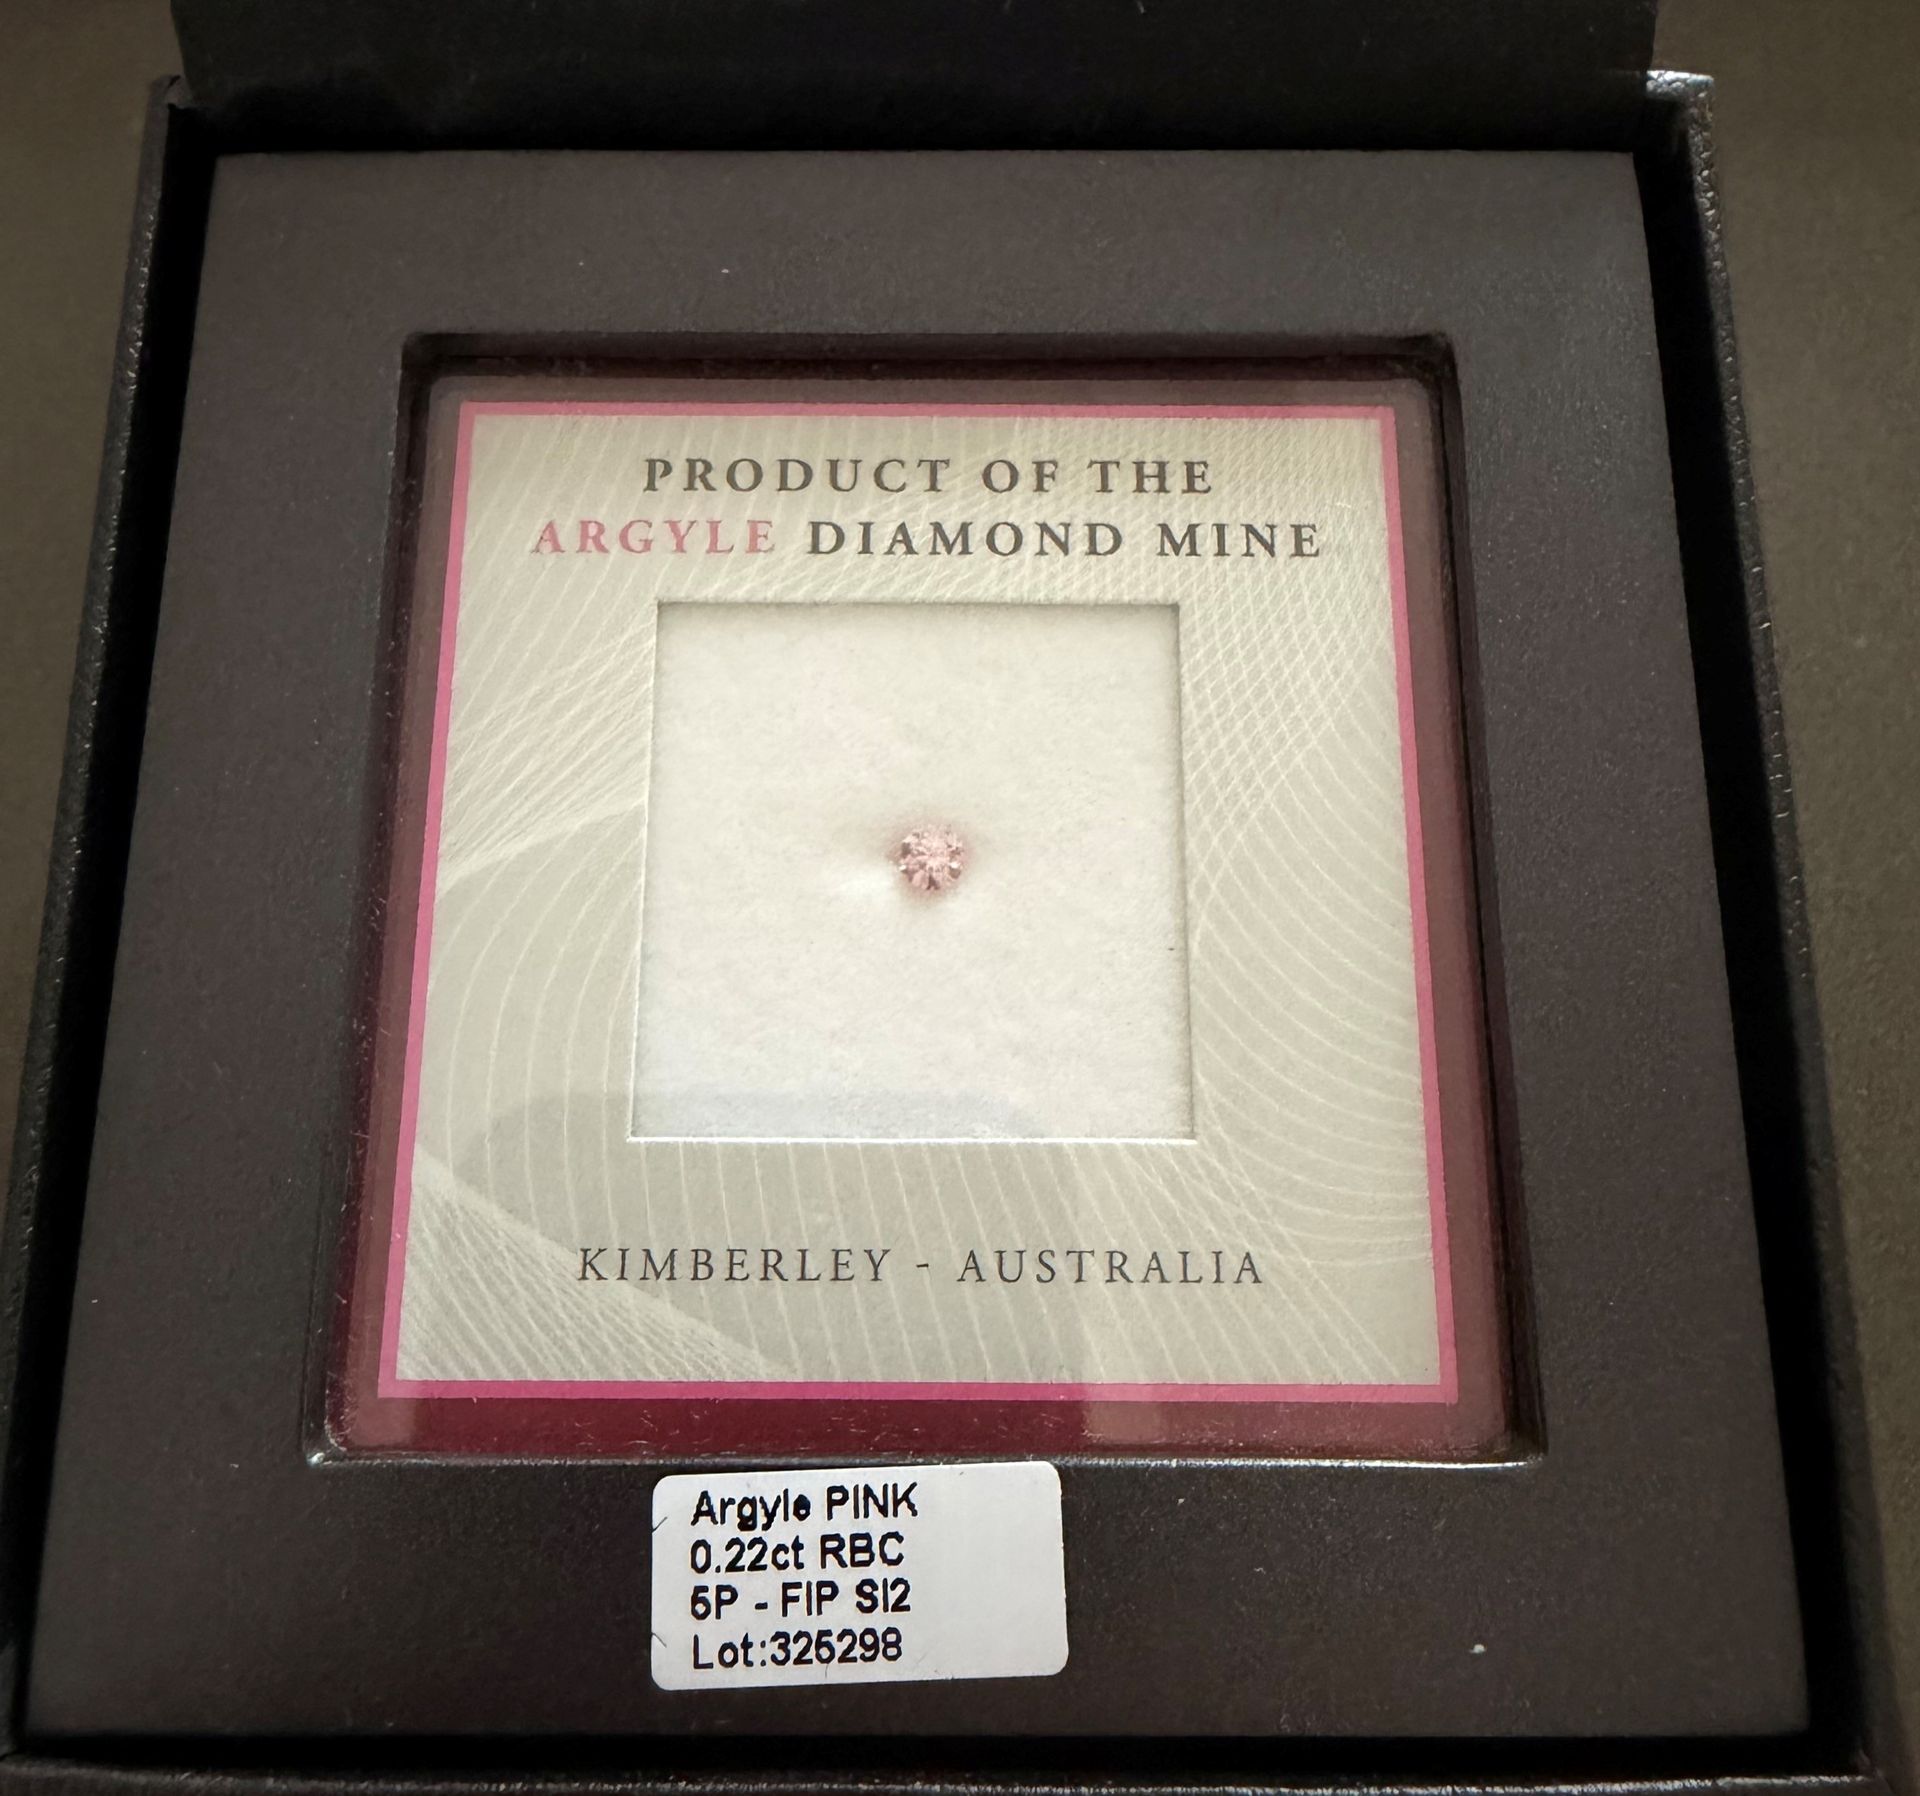 PRODUCT OF THE
ARGYLE DIAMOND MINE
KIMBERLEY - AUSTRALIA
Argyle PINK
0.22ct RBC
5P - FIP SI2
Lot:325298